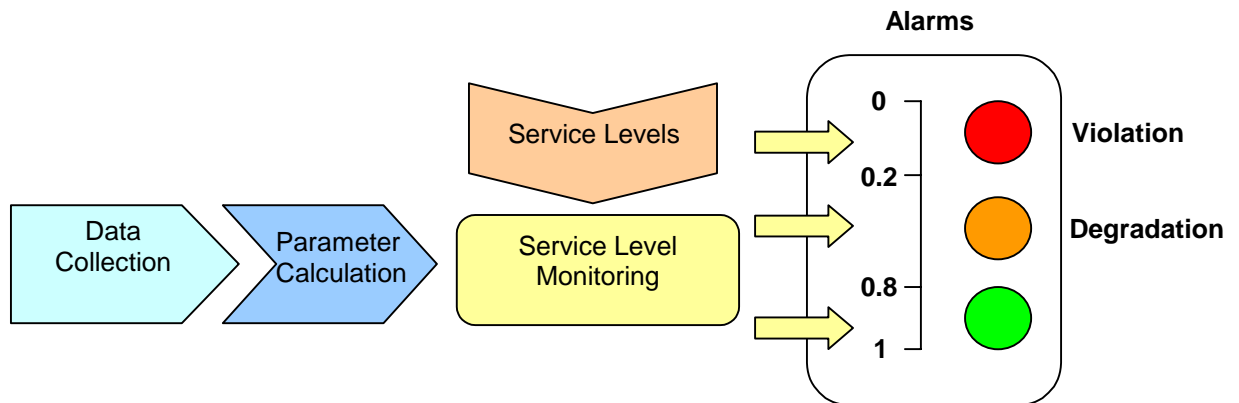 Alarms
Service Levels
0
Violation
0.2
Data
Collection
Parameter
Calculation
Service Level
Monitoring
Degradation
0.8
1